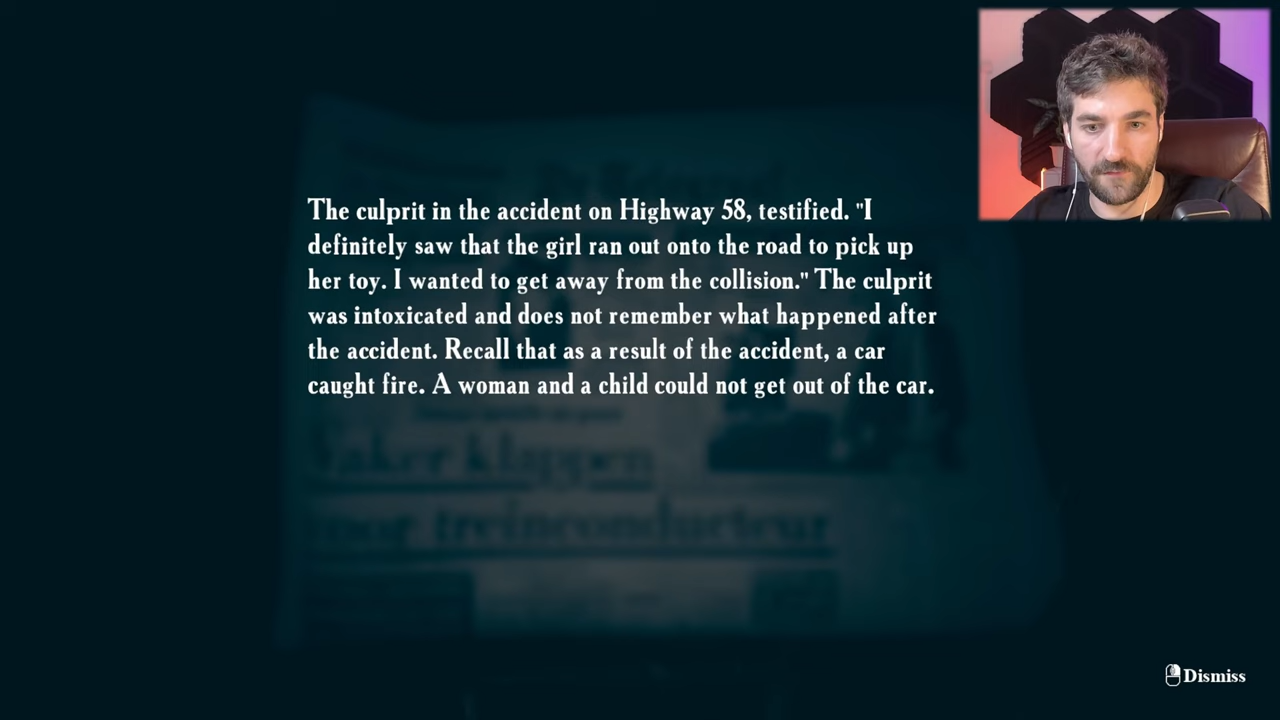 The culprit in the accident on Highway 58, testified. "I
definitely saw that the girl ran out onto the road to pick up
her toy. I wanted to get away from the collision." The culprit
was intoxicated and does not remember what happened after
the accident. Recall that as a result of the accident, a car
caught fire. A woman and a child could not get out of the car.
klappen
treinconducteur
Dismiss